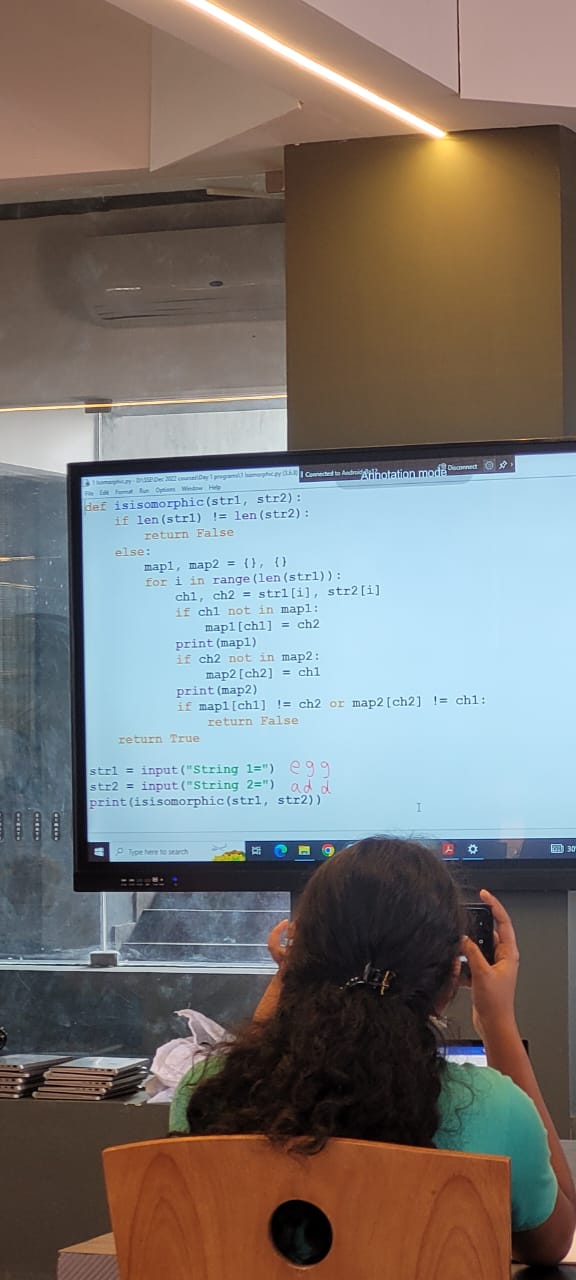 1 Isomorphic.py - D:\SSE\Dec 2022 courses\Day 1 programs\1 Isomorphic.py (3.6.8)
Connected to Android
Disconnect
Annotation mode
File Edit Format Run Options Window Help
def isisomorphic(str1, str2):
    if len(str1) != len(str2):
        return False
    else:
        map1, map2 = {}, {}
        for i in range(len(str1)):
            ch1, ch2 = str1[i], str2[i]
            if ch1 not in map1:
                map1[ch1] = ch2
            print(map1)
            if ch2 not in map2:
                map2[ch2] = ch1
            print(map2)
            if map1[ch1] != ch2 or map2[ch2] != ch1:
                return False
    return True
str1 = input("String 1=") egg
str2 = input("String 2=") add
print(isisomorphic(str1, str2))
Type here to search
30